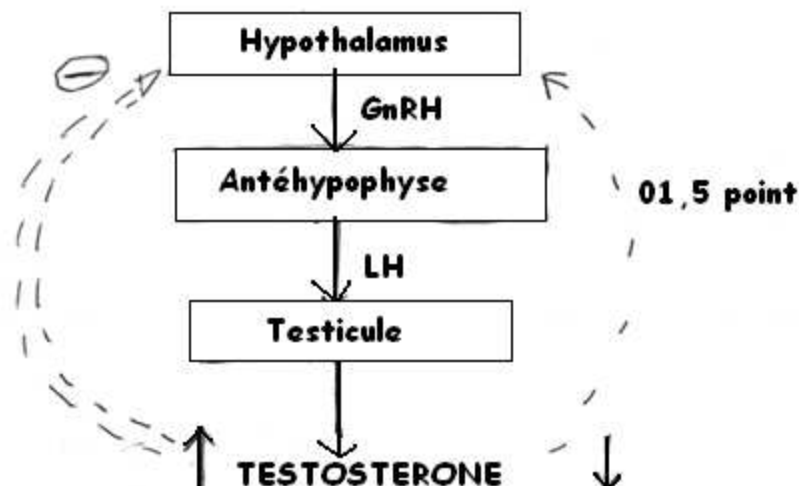 Hypothalamus
GnRH
Antéhypophyse
01,5 point
LH
Testicule
TESTOSTERONE